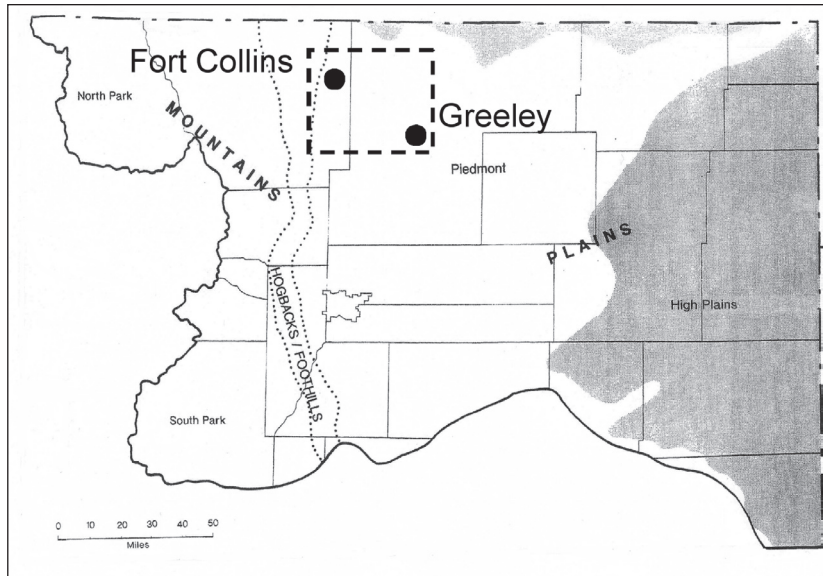 Fort Collins
North Park
MOUNTAINS
Greeley
Piedmont
PLAINS
HOGBACKS / FOOTHILLS
High Plains
South Park
0 10 20 30 40 50
Miles